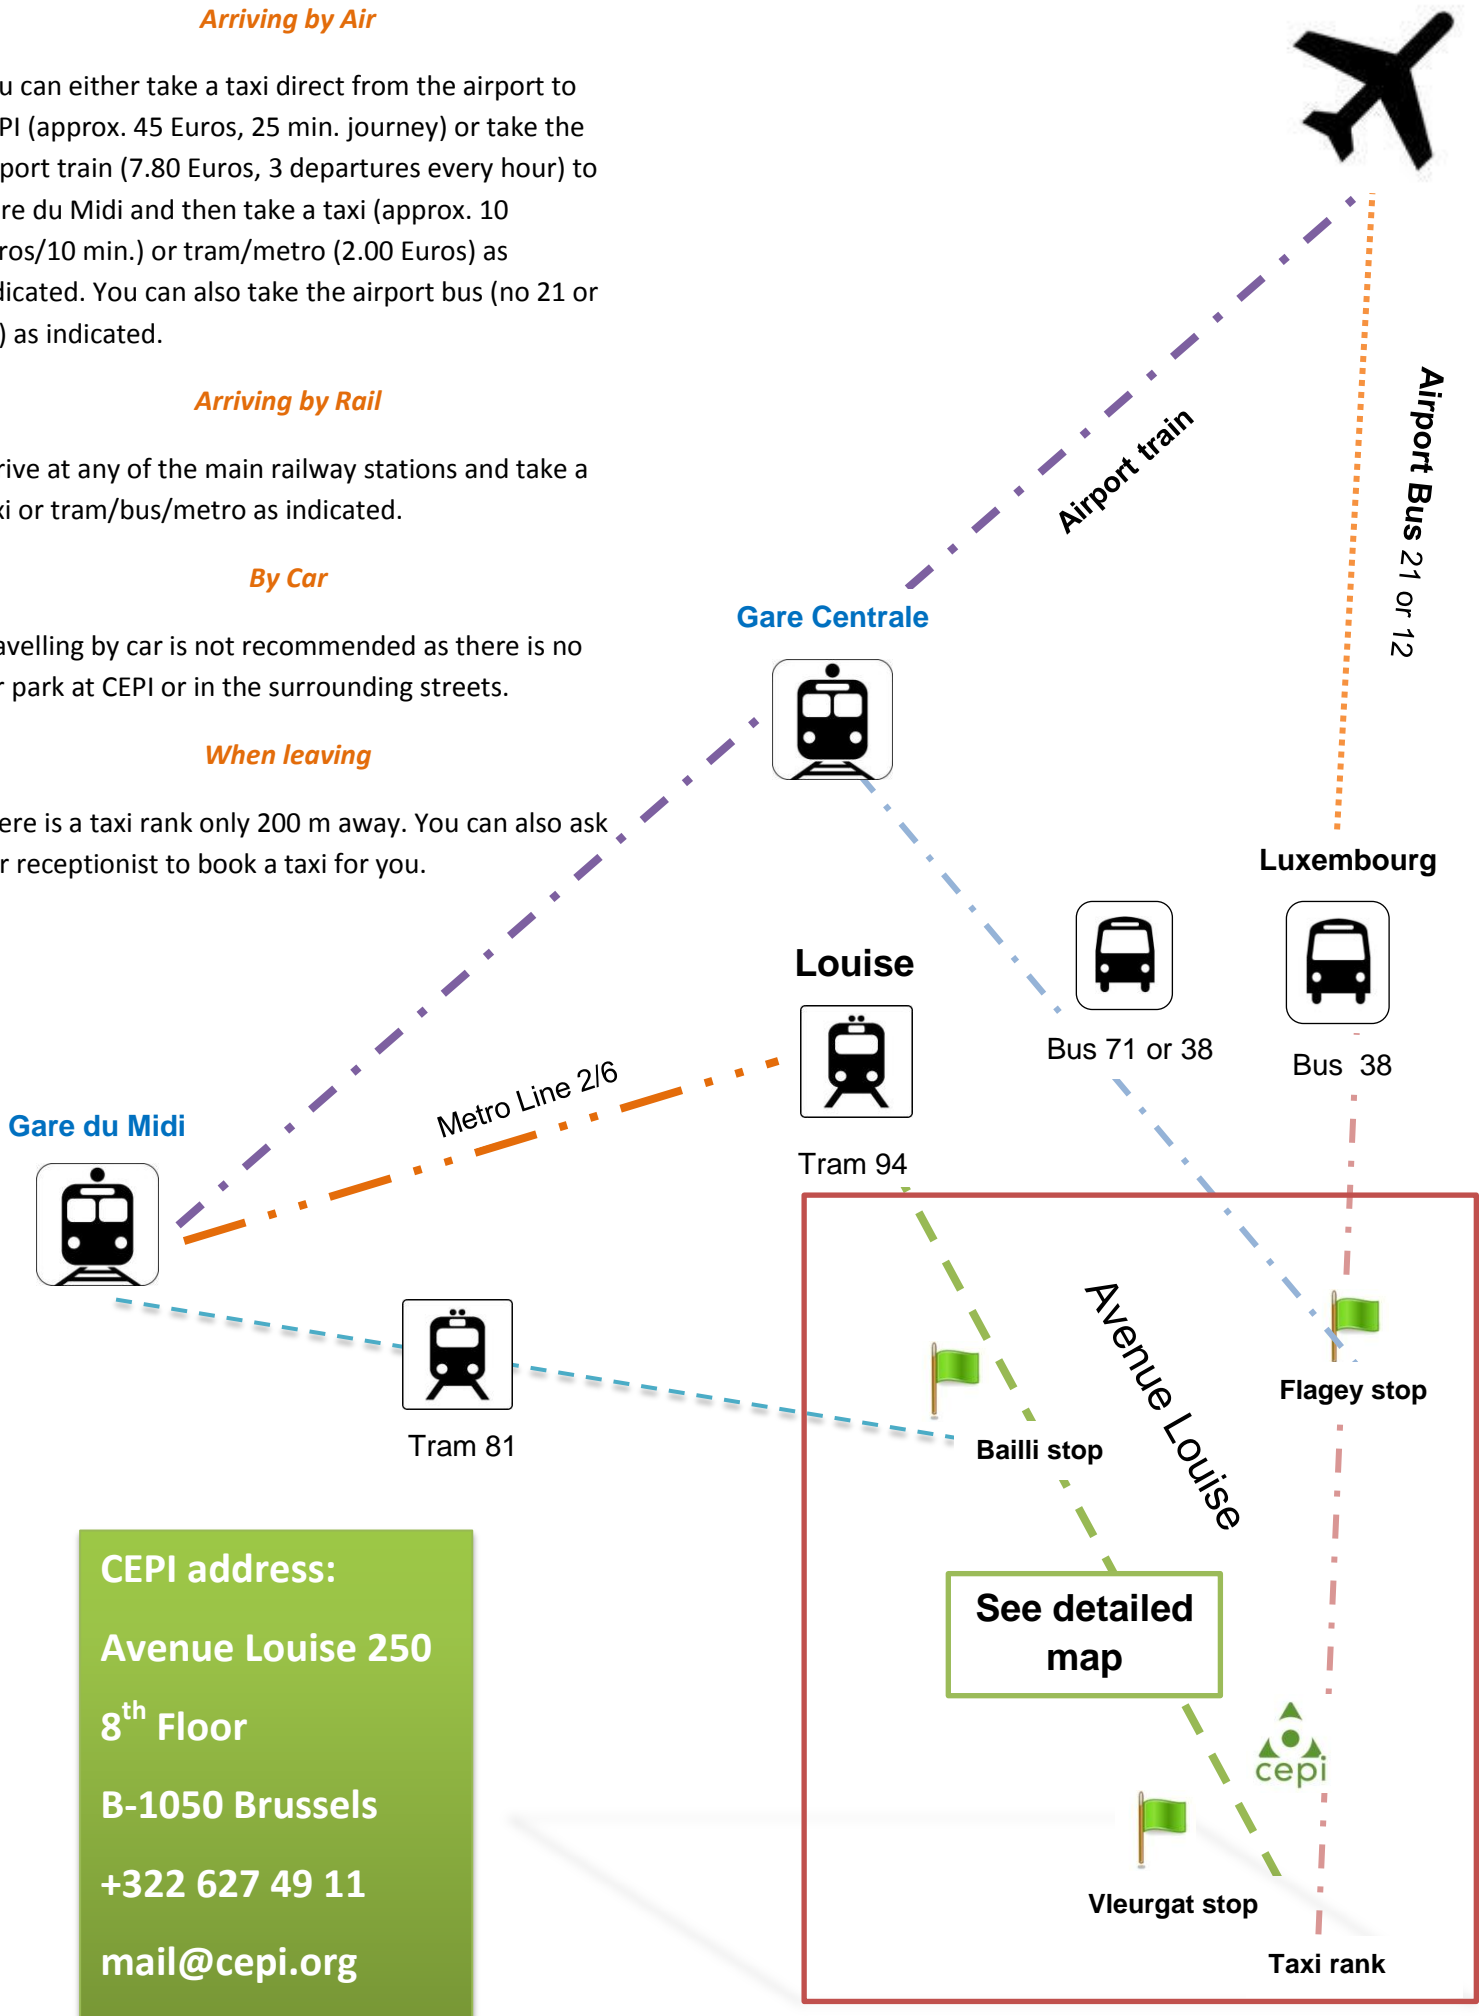 Arriving by Air
u can either take a taxi direct from the airport to
PI (approx. 45 Euros, 25 min. journey) or take the
port train (7.80 Euros, 3 departures every hour) to
re du Midi and then take a taxi (approx. 10
ros/10 min.) or tram/metro (2.00 Euros) as
dicated. You can also take the airport bus (no 21 or
) as indicated.
Arriving by Rail
rive at any of the main railway stations and take a
xi or tram/bus/metro as indicated.
By Car
avelling by car is not recommended as there is no
r park at CEPI or in the surrounding streets.
When leaving
ere is a taxi rank only 200 m away. You can also ask
r receptionist to book a taxi for you.
Airport train
Airport Bus 21 or 12
Gare Centrale
Luxembourg
Louise
Bus 71 or 38
Bus 38
Metro Line 2/6
Gare du Midi
Tram 94
Avenue Louise
Flagey stop
Tram 81
Bailli stop
See detailed
map
cepi
Vleurgat stop
Taxi rank
CEPI address:
Avenue Louise 250
8th Floor
B-1050 Brussels
+322 627 49 11
mail@cepi.org